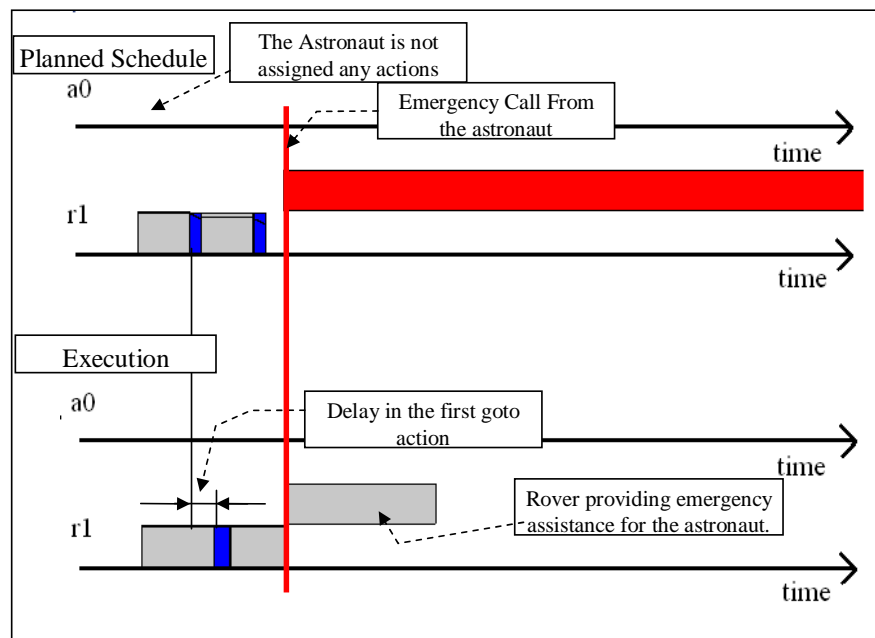 Planned Schedule
The Astronaut is not
assigned any actions
a0
Emergency Call From
the astronaut
time
r1
time
Execution
a0
Delay in the first goto
action
time
Rover providing emergency
assistance for the astronaut.
r1
time